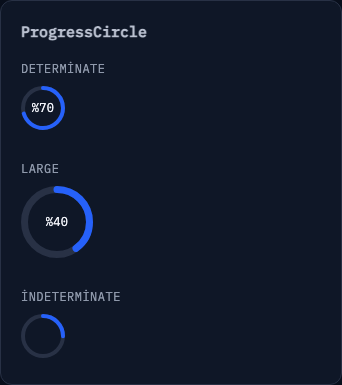 ProgressCircle
DETERMİNATE
%70
LARGE
%40
İNDETERMİNATE